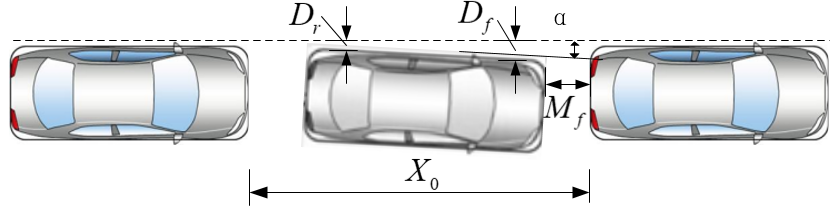 D_r
D_f
α
M_f
X_0